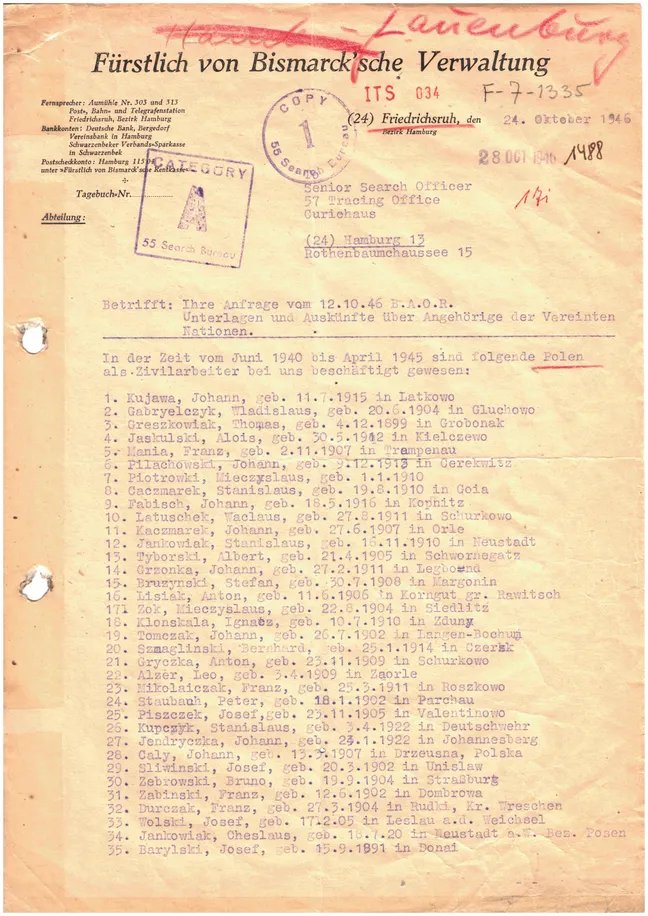 Lauenburg
Fürstlich von Bismarck'sche Verwaltung
Fernsprecher: Aumühle Nr. 303 und 313
Post-, Bahn- und Telegrafenstation
Friedrichsruh, Bezirk Hamburg
Bankkonten: Deutsche Bank, Bergedorf
Vereinsbank in Hamburg
Schwarzenbeker Verbands-Sparkasse
in Schwarzenbek
Postscheckkonto: Hamburg
unter »Fürstlich von Bismarck'sche Rentkasse«
Tagebuch-Nr.
Abteilung:
COPY
1
55 Search Bureau
ITS 034
F-7-1335
(24) Friedrichsruh, den 24. Oktober 1946
Bezirk Hamburg
28 OCT 1946 1488
CATEGORY
A
55 Search Bureau
Senior Search Officer
57 Tracing Office
Curichaus
(24) Hamburg 13
Rothenbaumchaussee 15
Betrifft: Ihre Anfrage vom 12.10.46 B.A.O.R.
Unterlagen und Auskünfte über Angehörige der Vereinten
Nationen.
In der Zeit vom Juni 1940 bis April 1945 sind folgende Polen
als Zivilarbeiter bei uns beschäftigt gewesen:
1. Kujawa, Johann, geb. 11.7.1915 in Latkowo
2. Gabryelczyk, Wladislaus, geb. 20.6.1904 in Gluchowo
3. Greszkowiak, Thomas, geb. 4.12.1899 in Grobonak
4. Jaskulski, Alois, geb. 30.5.1912 in Kielczewo
5. Mania, Franz, geb. 2.11.1907 in Trampenau
6. Pilachowski, Johann, geb. 9.12.1913 in Cerekwitz
7. Piotrowki, Mieczyslaus, geb. 1.1.1910
8. Caczmarek, Stanislaus, geb. 19.8.1910 in Goia
9. Fabisch, Johann, geb. 18.5.1916 in Kopnitz
10. Latuschek, Waclaus, geb. 27.8.1911 in Schurkowo
11. Kaczmarek, Johann, geb. 27.6.1907 in Orle
12. Jankowiak, Stanislaus, geb. 16.11.1910 in Neustadt
13. Tyborski, Albert, geb. 21.4.1905 in Schwornegatz
14. Grzonka, Johann, geb. 27.2.1911 in Legbond
15. Bruzynski, Stefan, geb. 30.7.1908 in Margonin
16. Lisiak, Anton, geb. 11.6.1906 in Korngut gr. Rawitsch
17. Zok, Mieczyslaus, geb. 22.8.1904 in Siedlitz
18. Klonskala, Ignacz, geb. 10.7.1910 in Zduny
19. Tomczak, Johann, geb. 26.7.1902 in Langen-Bochum
20. Szmaglinski, Bernhard, geb. 25.1.1914 in Czersk
21. Gryczka, Anton, geb. 23.11.1909 in Schurkowo
22. Alzer, Leo, geb. 3.4.1909 in Zaorle
23. Mikolaiczak, Franz, geb. 25.3.1911 in Roszkowo
24. Staubauh, Peter, geb. 18.1.1902 in Parchau
25. Piszczek, Josef,geb. 23.11.1905 in Valentinowo
26. Kupczyk, Stanislaus, geb. 3.4.1922 in Deutschwehr
27. Jendryczka, Johann, geb. 24.1.1922 in Johannesberg
28. Caly, Johann, geb. 13.3.1907 in Drzeusna, Polska
29. Sliwinski, Josef, geb. 20.3.1902 in Unislaw
30. Zebrowski, Bruno, geb. 19.9.1904 in Straßburg
31. Zabinski, Franz, geb. 12.6.1902 in Dombrowa
32. Durczak, Franz, geb. 27.3.1904 in Rudki, Kr. Wreschen
33. Wolski, Josef, geb. 17.2.05 in Leslau a.d. Weichsel
34. Jankowiak, Cheslaus, geb. 16.7.20 in Neustadt a.W. Bez. Posen
35. Barylski, Josef, geb. 15.9.1891 in Donai